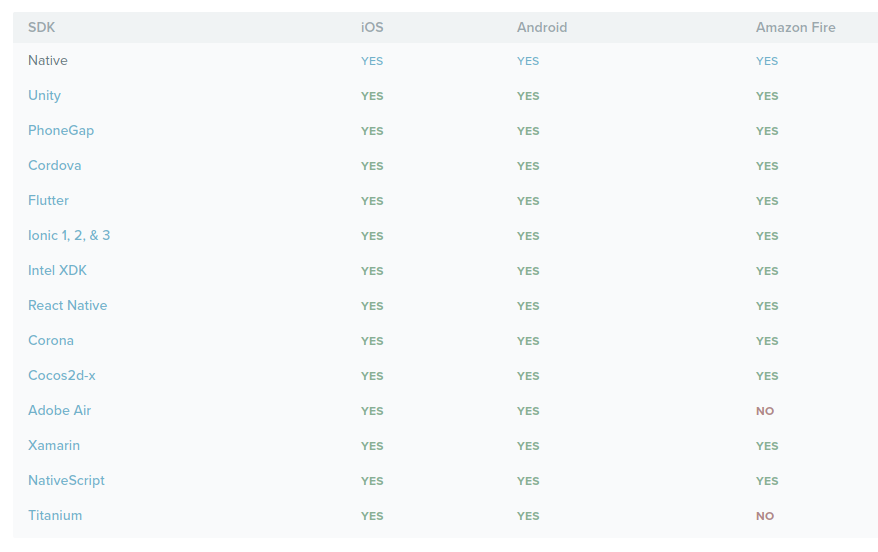 SDK iOS Android Amazon Fire
Native YES YES YES
Unity YES YES YES
PhoneGap YES YES YES
Cordova YES YES YES
Flutter YES YES YES
Ionic 1, 2, & 3 YES YES YES
Intel XDK YES YES YES
React Native YES YES YES
Corona YES YES YES
Cocos2d-x YES YES YES
Adobe Air YES YES NO
Xamarin YES YES YES
NativeScript YES YES YES
Titanium YES YES NO